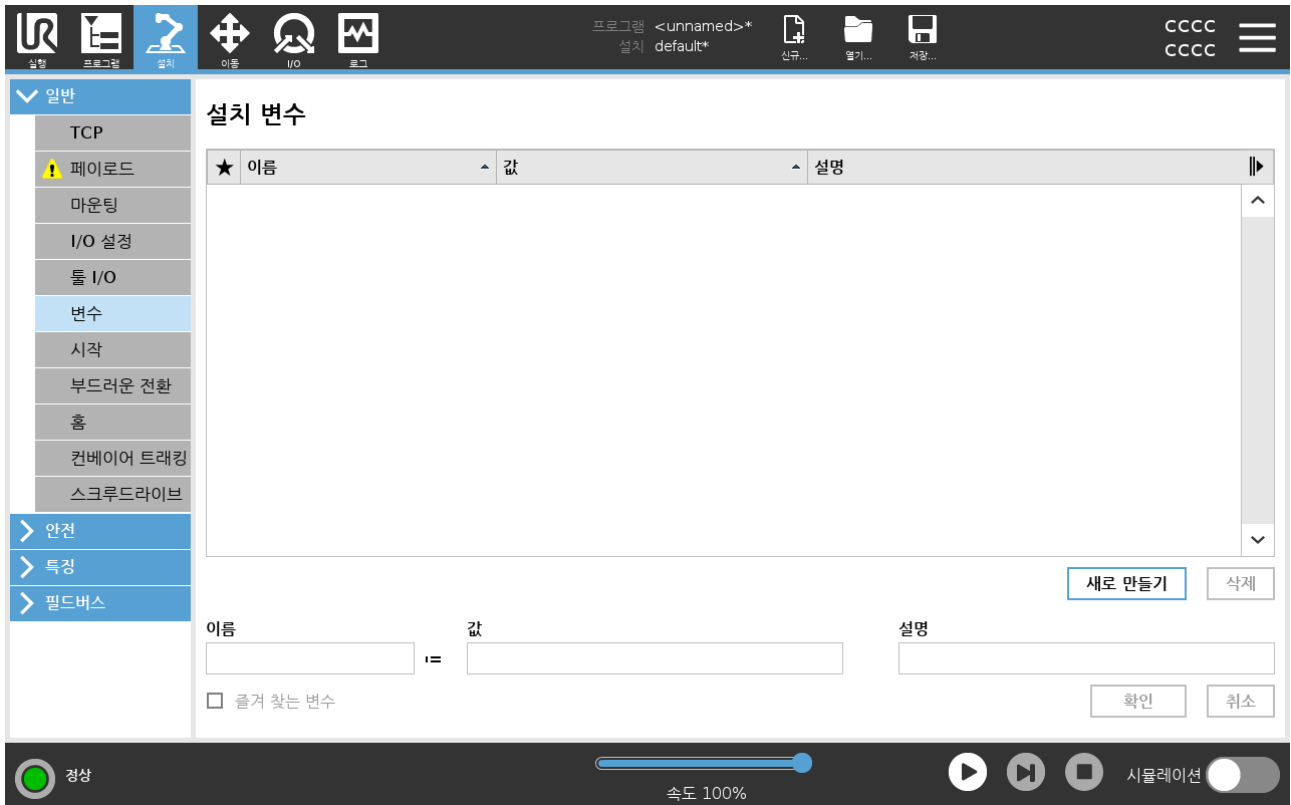 실행
프로그램
설치
이동
I/O
로그
프로그램 <unnamed>*
설치 default*
신규...
열기...
저장...
CCCC
CCCC
일반
TCP
페이로드
마운팅
I/O 설정
툴 I/O
변수
시작
부드러운 전환
홈
컨베이어 트래킹
스크루드라이브
안전
특징
필드버스
설치 변수
이름 값 설명
새로 만들기 삭제
이름 값 설명
:=
즐겨 찾는 변수
확인 취소
정상
속도 100%
시뮬레이션